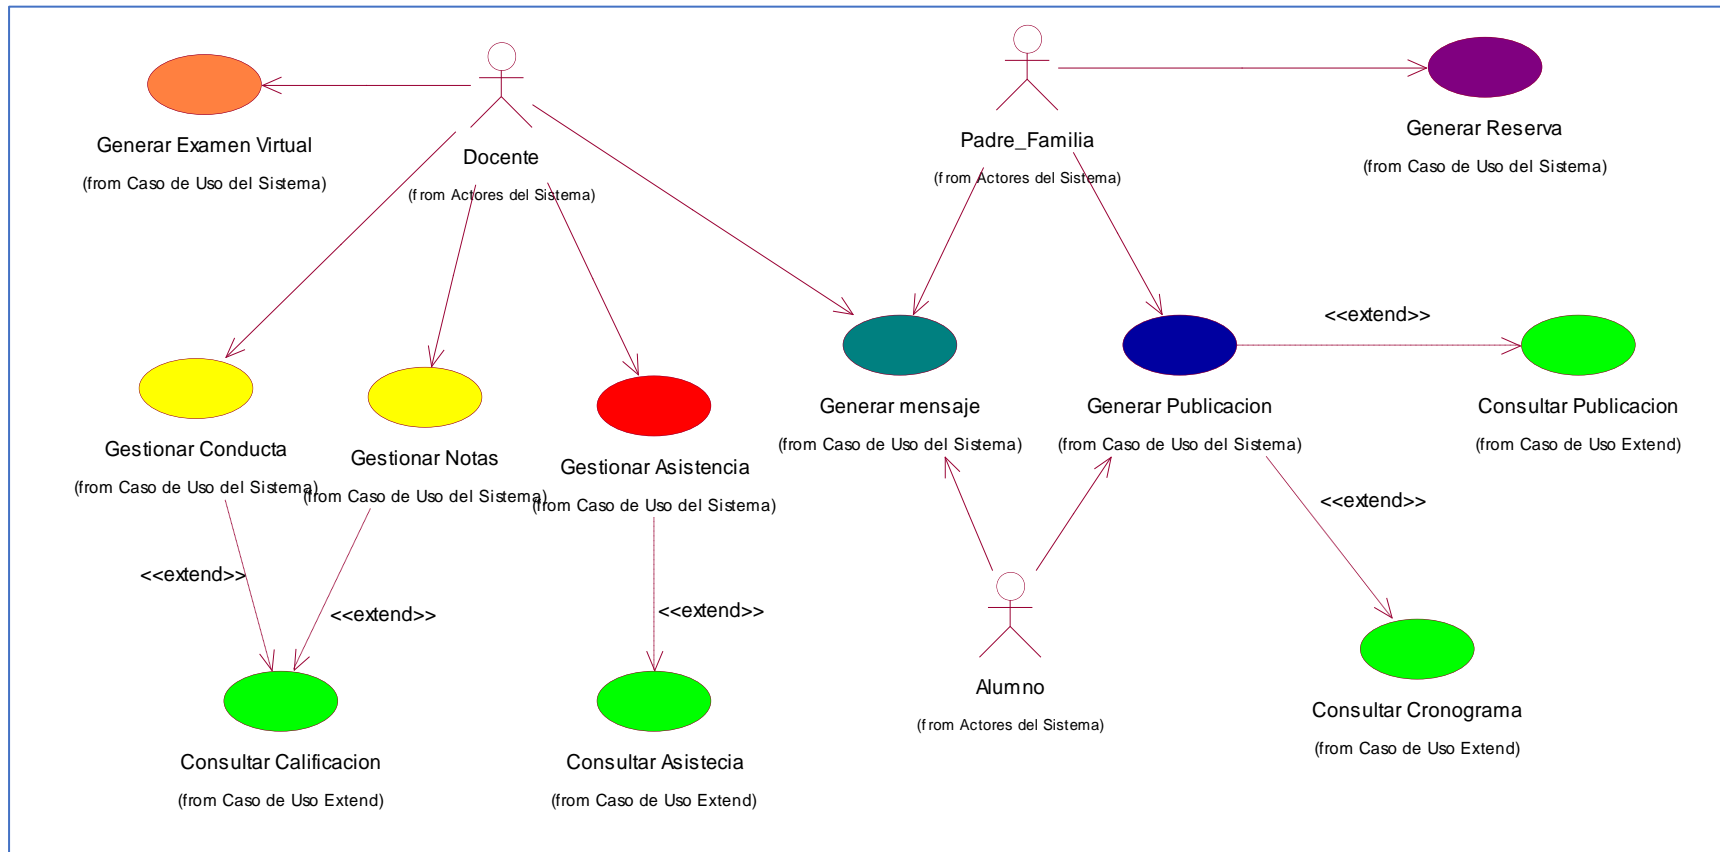 Generar Examen Virtual
(from Caso de Uso del Sistema)
Docente
(from Actores del Sistema)
Padre_Familia
(from Actores del Sistema)
Generar Reserva
(from Caso de Uso del Sistema)
Gestionar Conducta
(from Caso de Uso del Sistema)
Gestionar Notas
(from Caso de Uso del Sistema)
Gestionar Asistencia
(from Caso de Uso del Sistema)
Generar mensaje
(from Caso de Uso del Sistema)
Generar Publicacion
(from Caso de Uso del Sistema)
<<extend>>
Consultar Publicacion
(from Caso de Uso Extend)
<<extend>>
<<extend>>
<<extend>>
<<extend>>
Consultar Calificacion
(from Caso de Uso Extend)
Consultar Asistecia
(from Caso de Uso Extend)
Alumno
(from Actores del Sistema)
Consultar Cronograma
(from Caso de Uso Extend)